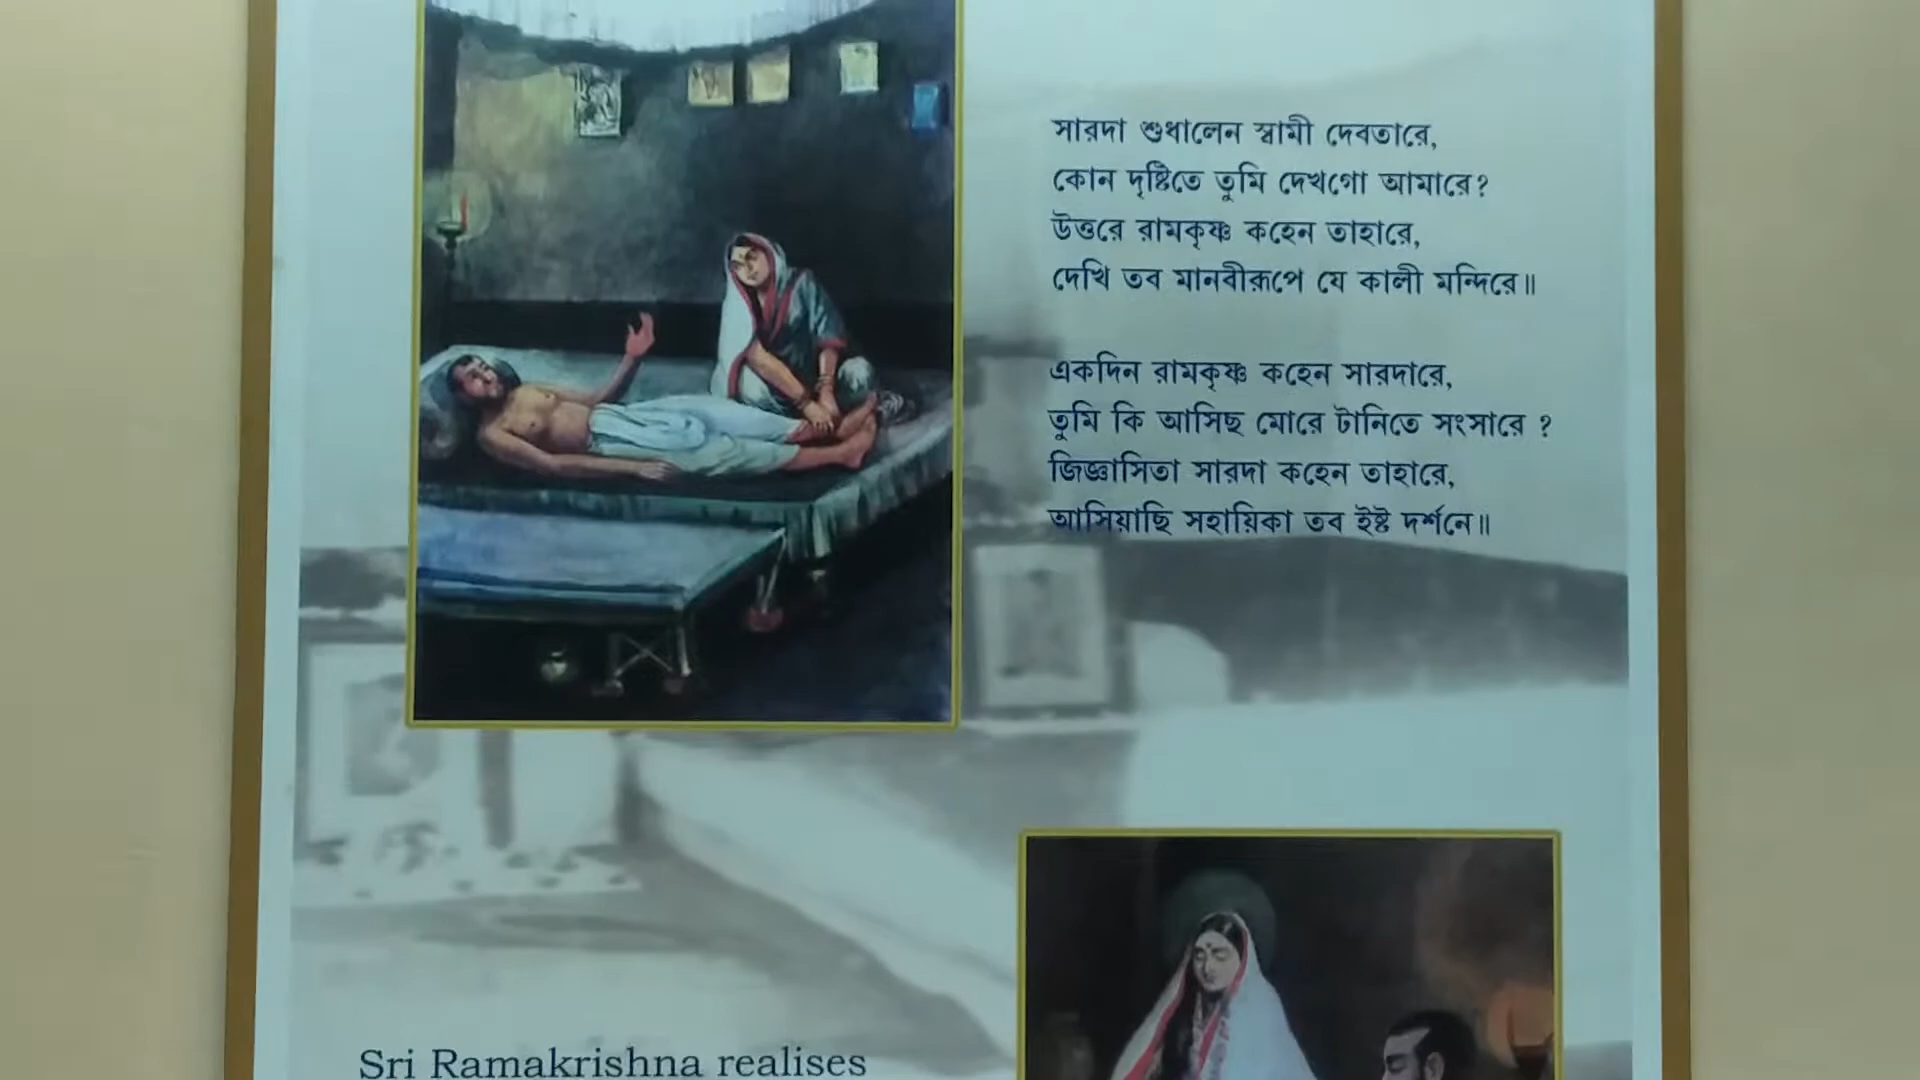 সারদা শুধালেন স্বামী দেবতারে,
কোন দৃষ্টিতে তুমি দেখগো আমারে?
উত্তরে রামকৃষ্ণ কহেন তাহারে,
দেখি তব মানবীরূপে যে কালী মন্দিরে॥
একদিন রামকৃষ্ণ কহেন সারদারে,
তুমি কি আসিছ মোরে টানিতে সংসারে ?
জিজ্ঞাসিতা সারদা কহেন তাহারে,
আসিয়াছি সহায়িকা তব ইষ্ট দর্শনে॥
Sri Ramakrishna realises